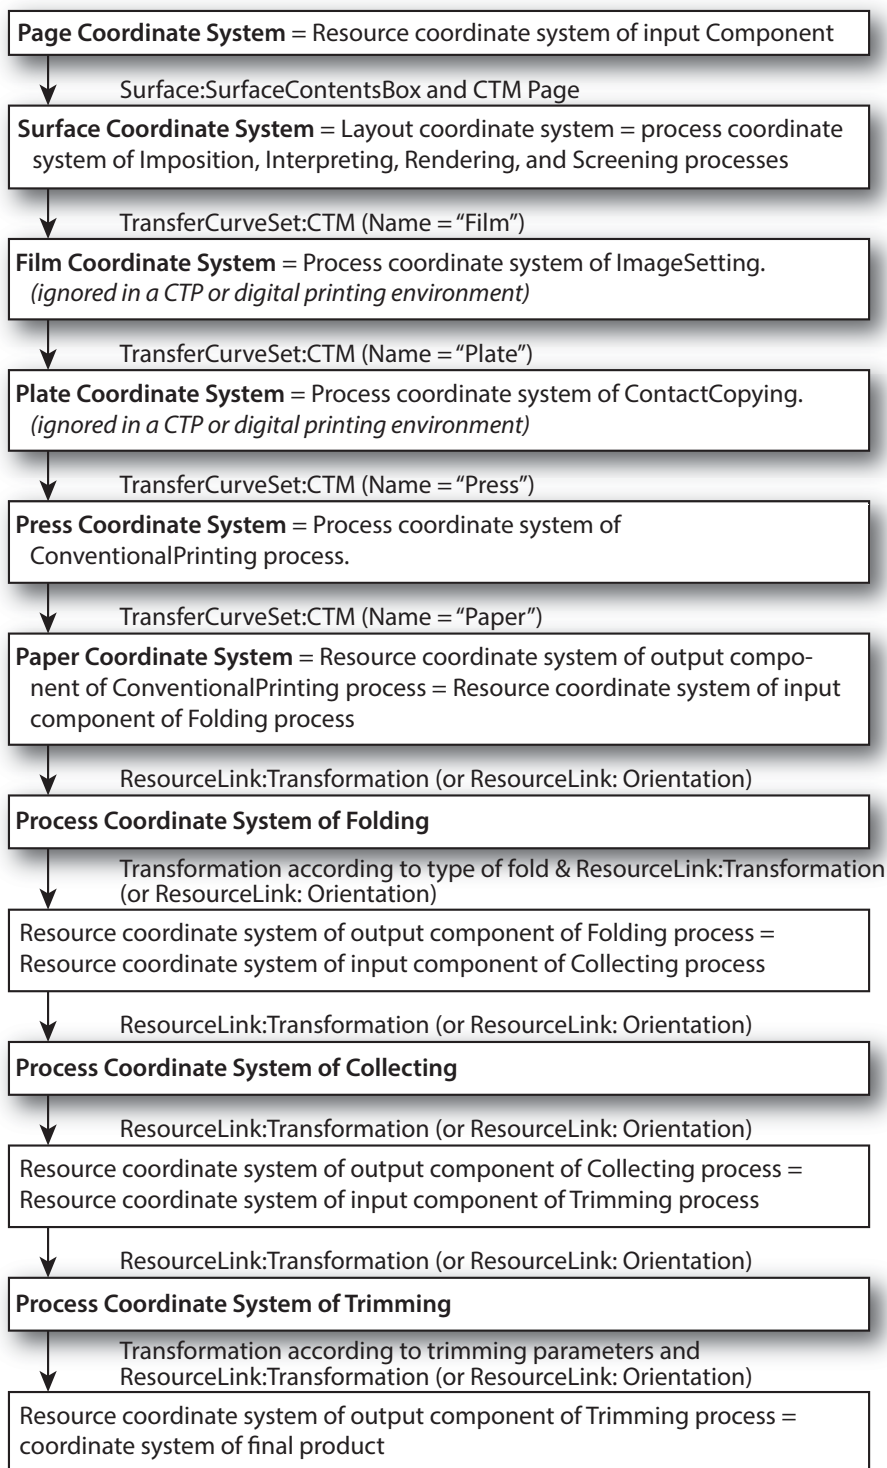 Page Coordinate System = Resource coordinate system of input Component
Surface:SurfaceContentsBox and CTM Page
Surface Coordinate System = Layout coordinate system = process coordinate
system of Imposition, Interpreting, Rendering, and Screening processes
TransferCurveSet:CTM (Name = “Film”)
Film Coordinate System = Process coordinate system of ImageSetting.
(ignored in a CTP or digital printing environment)
TransferCurveSet:CTM (Name = “Plate”)
Plate Coordinate System = Process coordinate system of ContactCopying.
(ignored in a CTP or digital printing environment)
TransferCurveSet:CTM (Name = “Press”)
Press Coordinate System = Process coordinate system of
ConventionalPrinting process.
TransferCurveSet:CTM (Name = “Paper”)
Paper Coordinate System = Resource coordinate system of output compo-
nent of ConventionalPrinting process = Resource coordinate system of input
component of Folding process
ResourceLink:Transformation (or ResourceLink: Orientation)
Process Coordinate System of Folding
Transformation according to type of fold & ResourceLink:Transformation
(or ResourceLink: Orientation)
Resource coordinate system of output component of Folding process =
Resource coordinate system of input component of Collecting process
ResourceLink:Transformation (or ResourceLink: Orientation)
Process Coordinate System of Collecting
ResourceLink:Transformation (or ResourceLink: Orientation)
Resource coordinate system of output component of Collecting process =
Resource coordinate system of input component of Trimming process
ResourceLink:Transformation (or ResourceLink: Orientation)
Process Coordinate System of Trimming
Transformation according to trimming parameters and
ResourceLink:Transformation (or ResourceLink: Orientation)
Resource coordinate system of output component of Trimming process =
coordinate system of final product